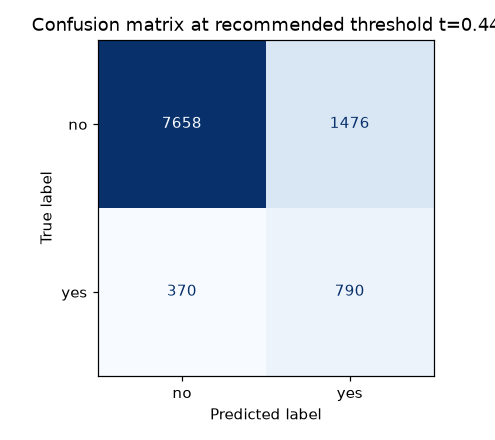 Confusion matrix at recommended threshold t=0.44
no
7658
1476
True label
yes
370
790
no
yes
Predicted label